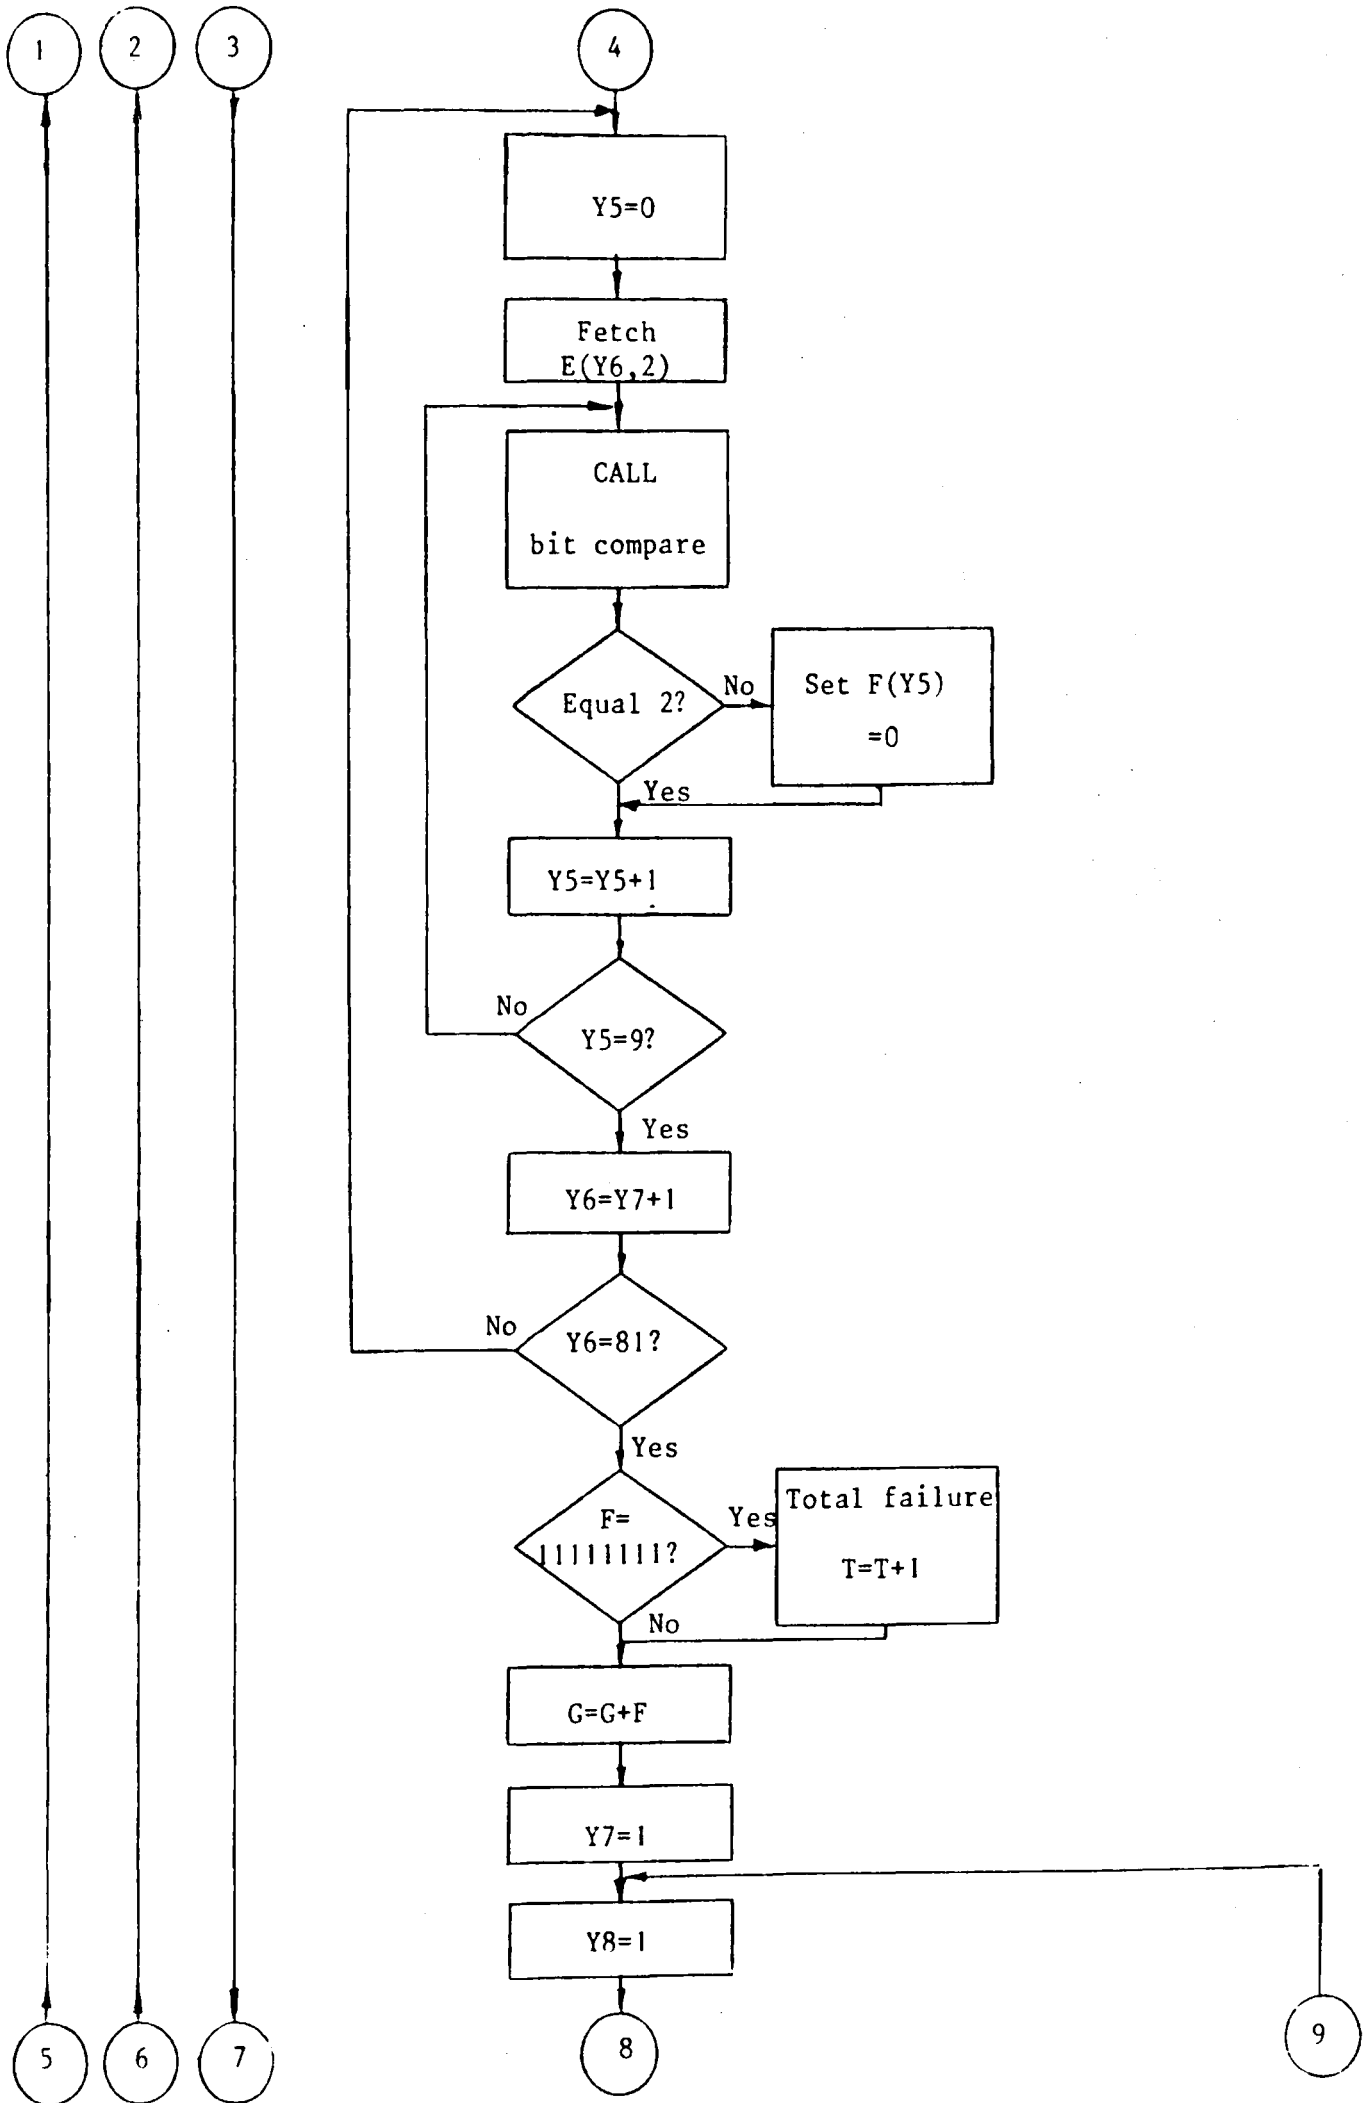 1
2
3
4
Y5=0
Fetch
E(Y6,2)
CALL
bit compare
Equal 2?
No
Set F(Y5)
=0
Yes
Y5=Y5+1
No
Y5=9?
Yes
Y6=Y7+1
No
Y6=81?
Yes
F=
11111111?
Yes
Total failure
T=T+1
No
G=G+F
Y7=1
Y8=1
5
6
7
8
9